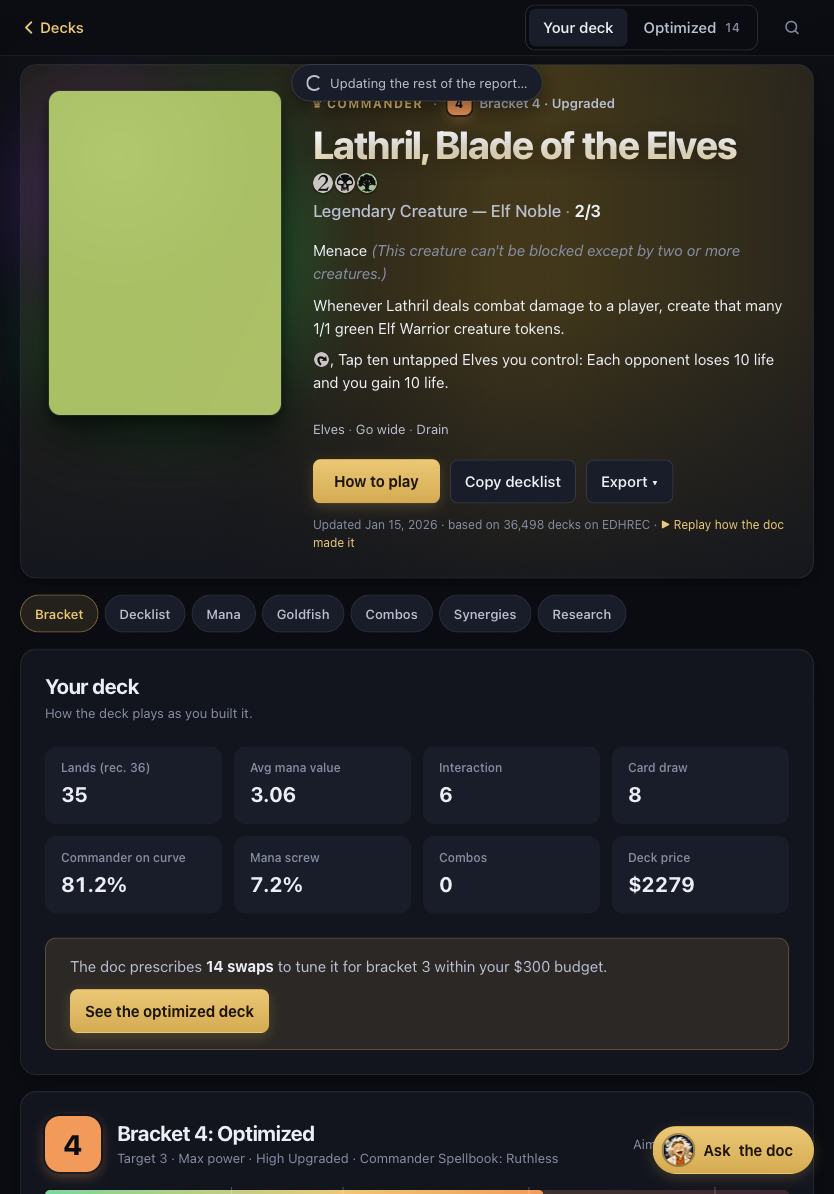 Decks
Your deck
Optimized 14
Updating the rest of the report...
COMMANDER · 4 Bracket 4 · Upgraded
Lathril, Blade of the Elves
2
Legendary Creature — Elf Noble · 2/3
Menace (This creature can't be blocked except by two or more
creatures.)
Whenever Lathril deals combat damage to a player, create that many
1/1 green Elf Warrior creature tokens.
, Tap ten untapped Elves you control: Each opponent loses 10 life
and you gain 10 life.
Elves · Go wide · Drain
How to play
Copy decklist
Export ▾
Updated Jan 15, 2026 · based on 36,498 decks on EDHREC · ▶ Replay how the doc
made it
Bracket
Decklist
Mana
Goldfish
Combos
Synergies
Research
Your deck
How the deck plays as you built it.
Lands (rec. 36)
35
Avg mana value
3.06
Interaction
6
Card draw
8
Commander on curve
81.2%
Mana screw
7.2%
Combos
0
Deck price
$2279
The doc prescribes 14 swaps to tune it for bracket 3 within your $300 budget.
See the optimized deck
4
Bracket 4: Optimized
Target 3 · Max power · High Upgraded · Commander Spellbook: Ruthless
Ask the doc